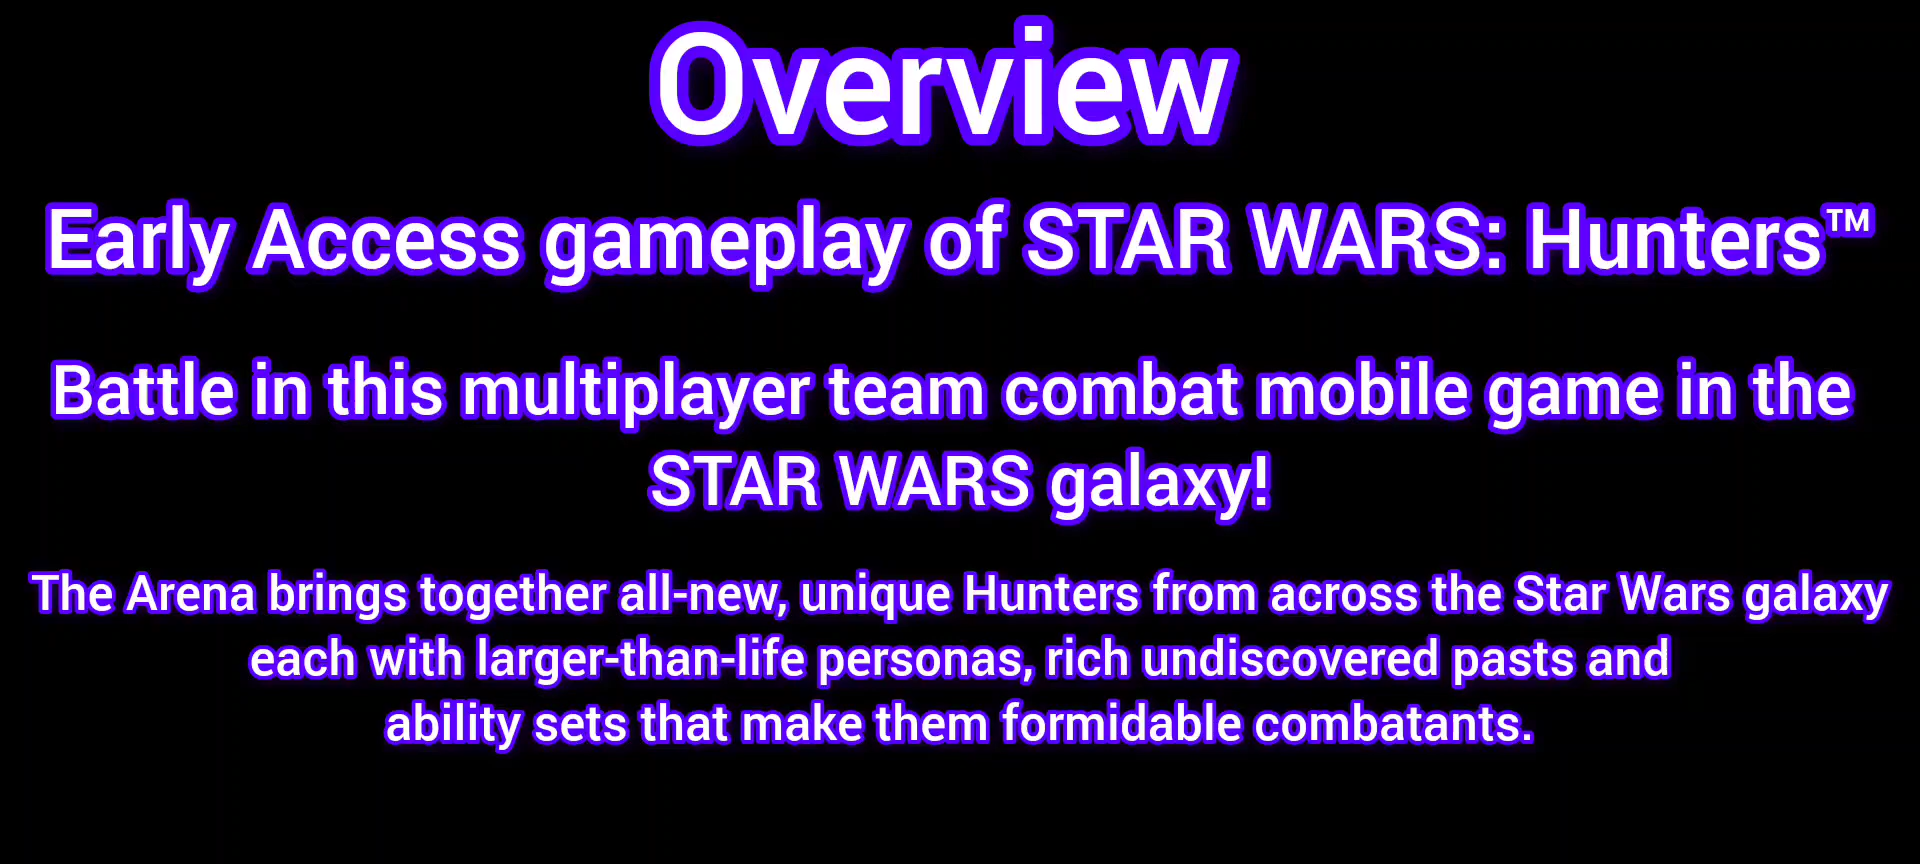 Overview
Early Access gameplay of STAR WARS: Hunters™
Battle in this multiplayer team combat mobile game in the
STAR WARS galaxy!
The Arena brings together all-new, unique Hunters from across the Star Wars galaxy
each with larger-than-life personas, rich undiscovered pasts and
ability sets that make them formidable combatants.